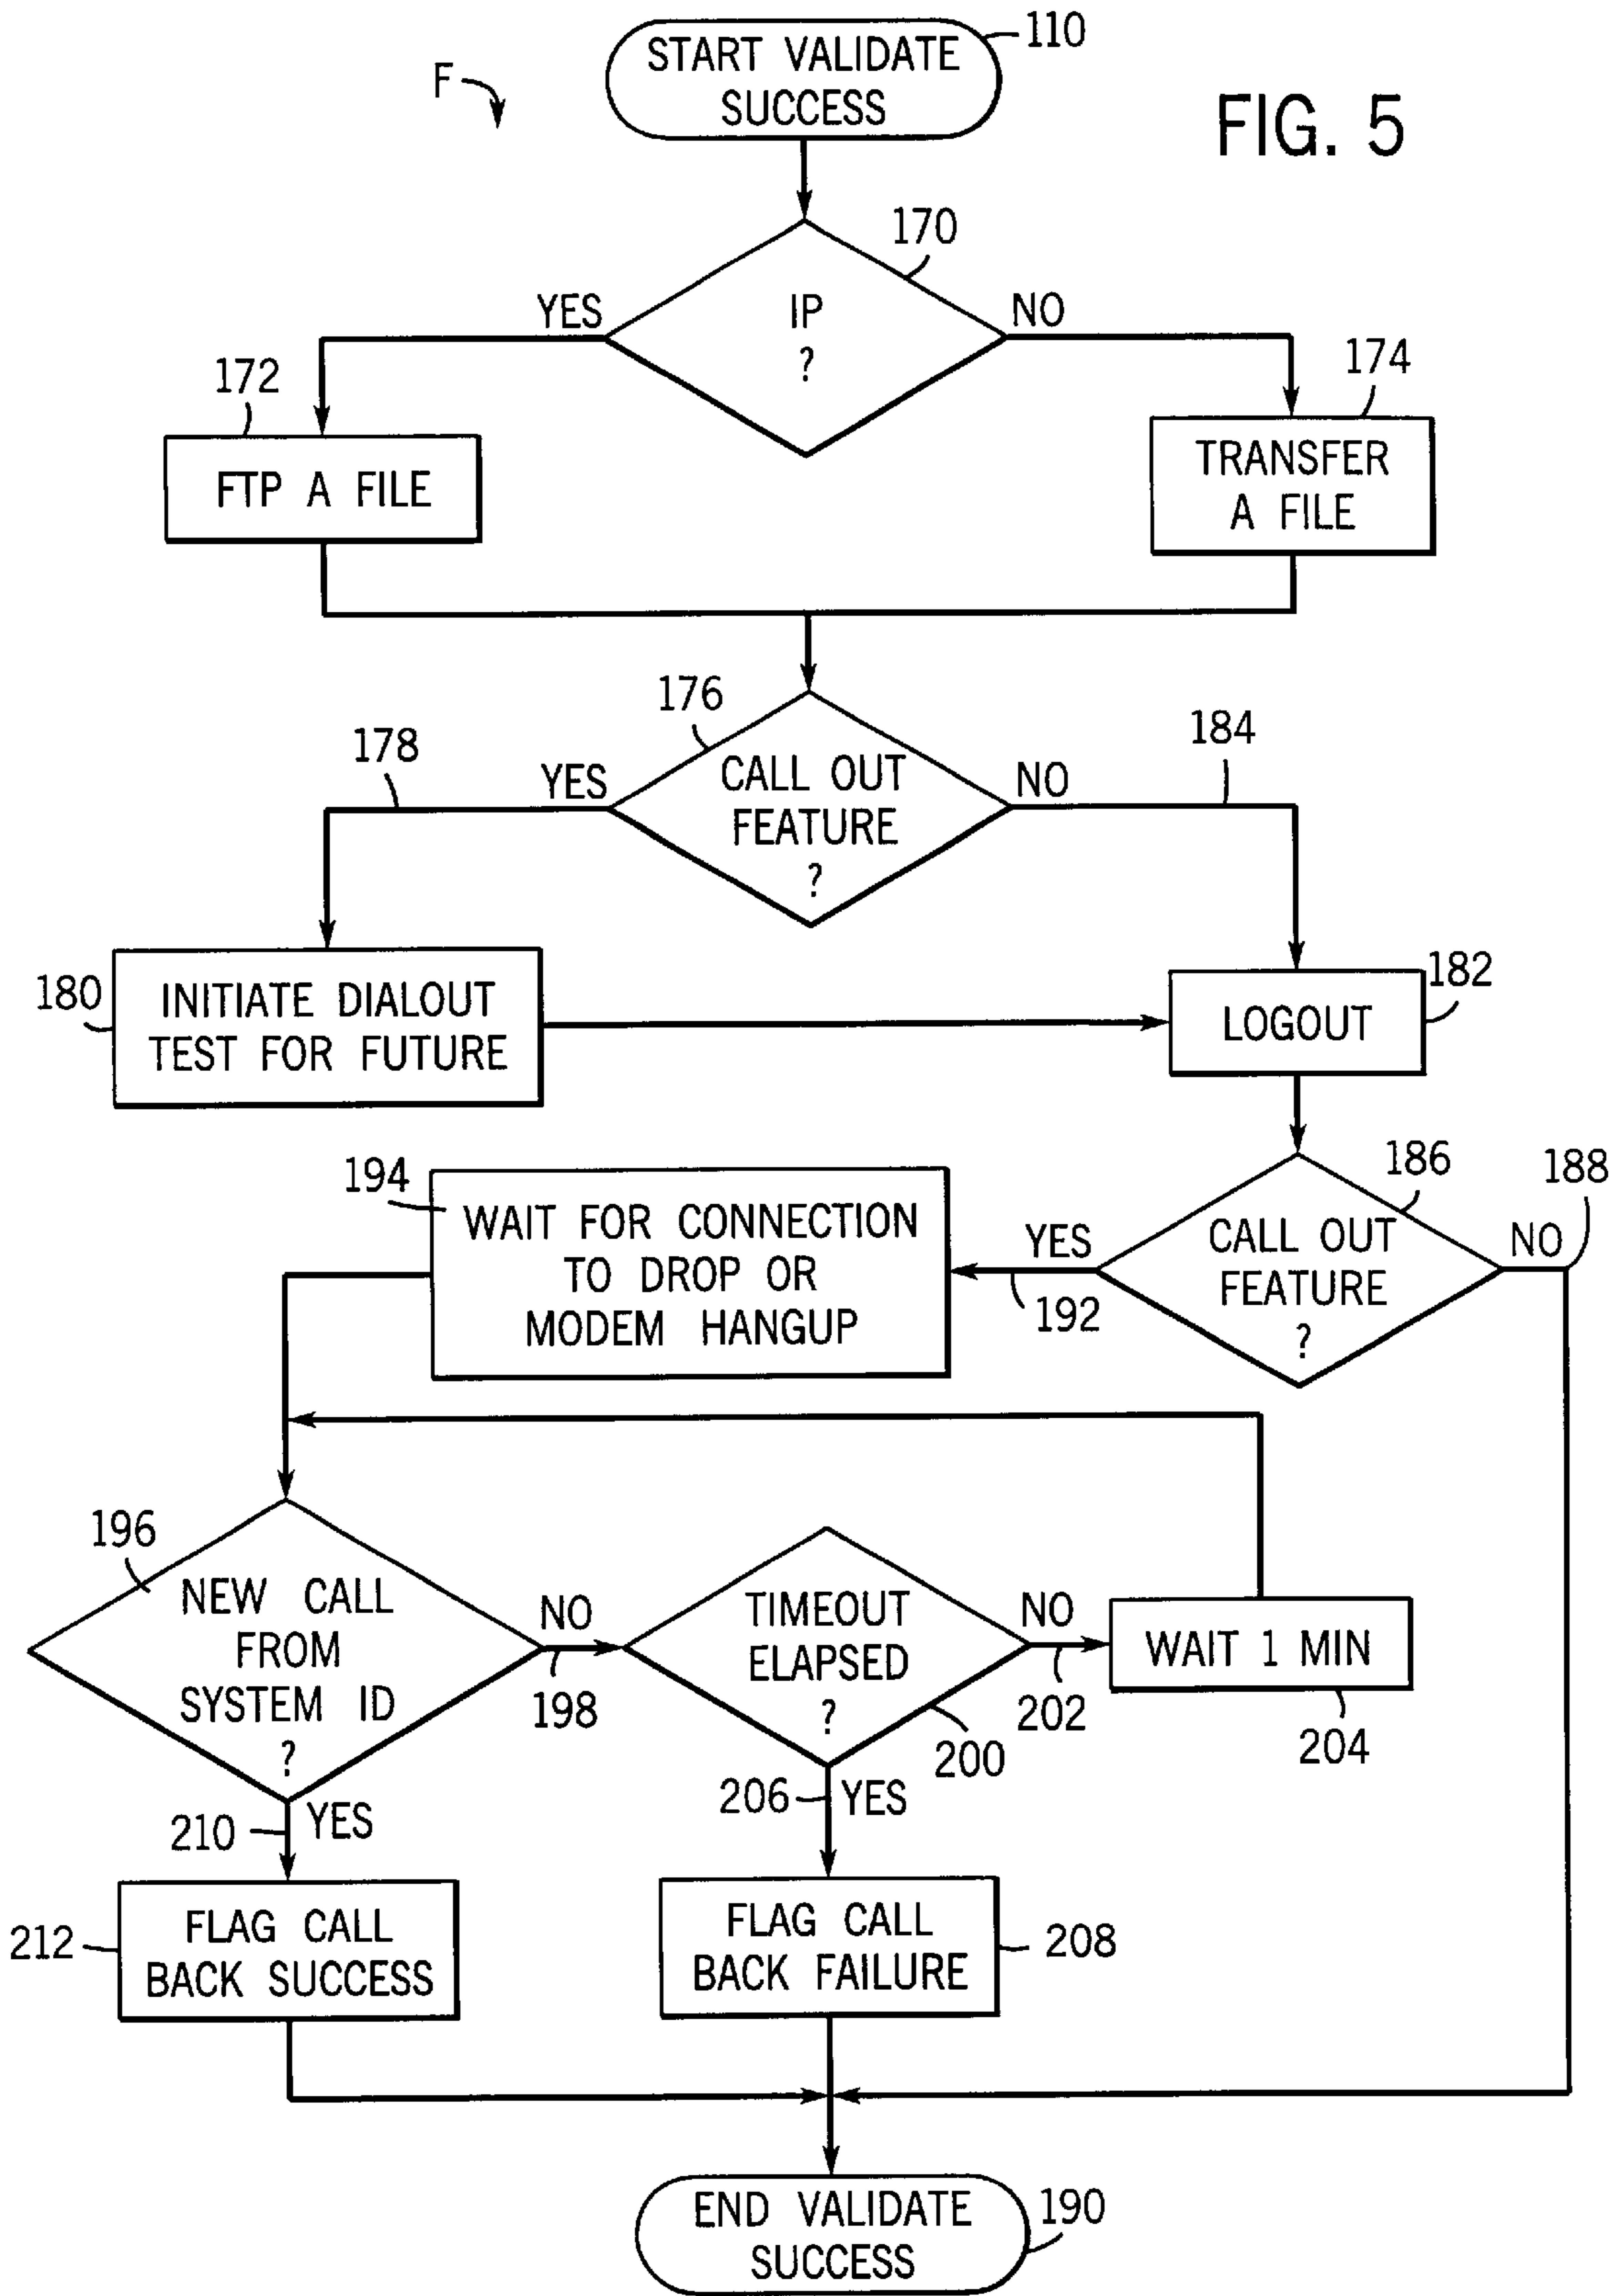 START VALIDATE
SUCCESS
110
F
FIG. 5
170
IP
?
YES
NO
172
FTP A FILE
174
TRANSFER
A FILE
176
CALL OUT
FEATURE
?
178
YES
NO
184
180
INITIATE DIALOUT
TEST FOR FUTURE
LOGOUT
182
194
WAIT FOR CONNECTION
TO DROP OR
MODEM HANGUP
YES
192
186
CALL OUT
FEATURE
?
NO
188
196
NEW CALL
FROM
SYSTEM ID
?
NO
198
TIMEOUT
ELAPSED
?
200
NO
202
WAIT 1 MIN
204
210
YES
206
YES
212
FLAG CALL
BACK SUCCESS
FLAG CALL
BACK FAILURE
208
END VALIDATE
SUCCESS
190